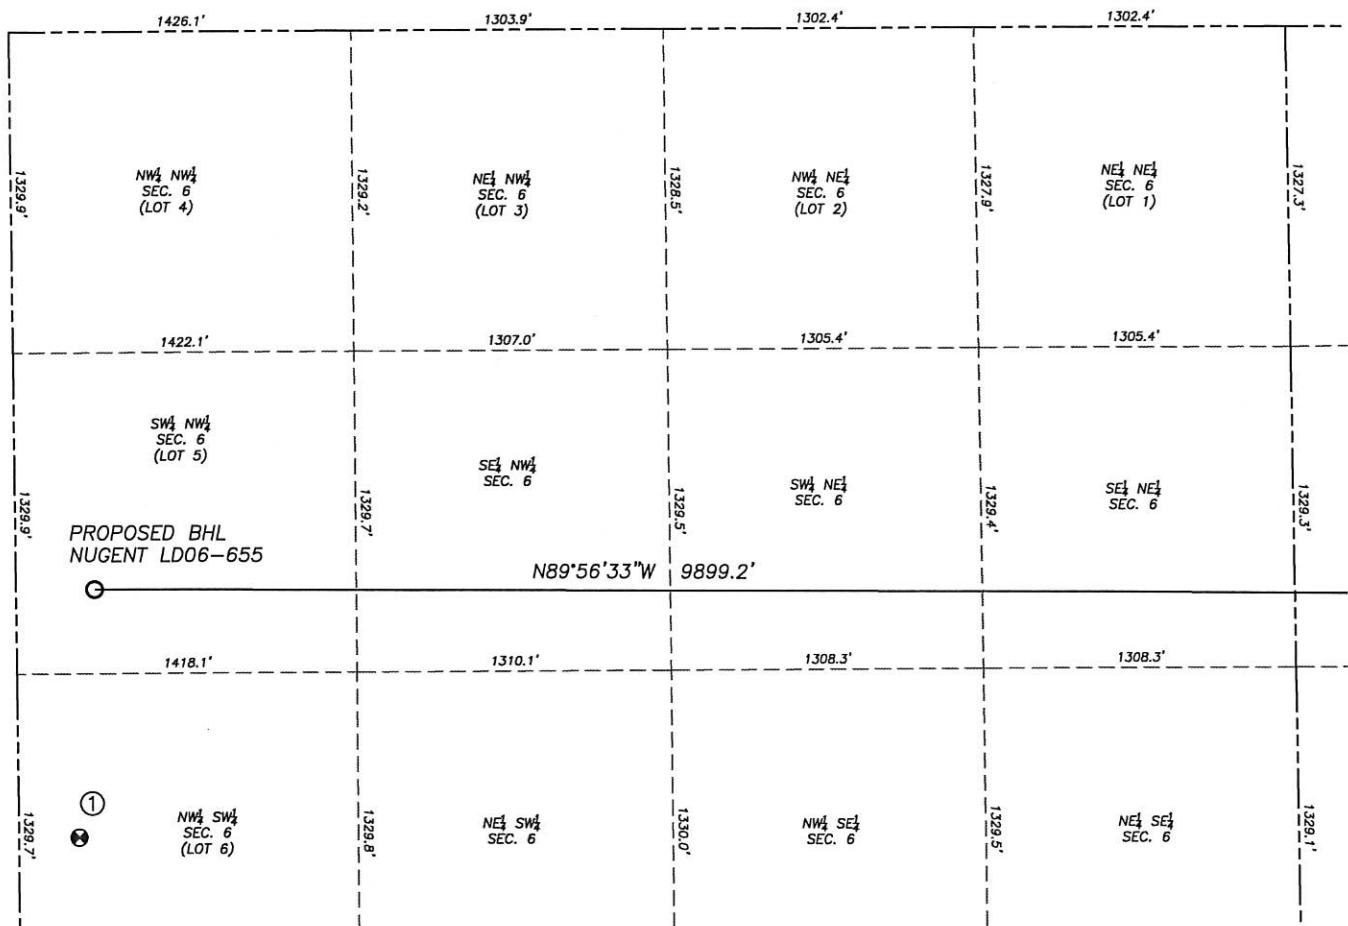 1426.1' 1303.9' 1302.4' 1302.4'
NW¼ NW¼
SEC. 6
(LOT 4)
NE¼ NW¼
SEC. 6
(LOT 3)
NW¼ NE¼
SEC. 6
(LOT 2)
NE¼ NE¼
SEC. 6
(LOT 1)
1329.9' 1329.2' 1328.5' 1327.9' 1327.3'
1422.1' 1307.0' 1305.4' 1305.4'
SW¼ NW¼
SEC. 6
(LOT 5)
SE¼ NW¼
SEC. 6
SW¼ NE¼
SEC. 6
SE¼ NE¼
SEC. 6
1329.9' 1329.7' 1329.5' 1329.4' 1329.3'
PROPOSED BHL
NUGENT LD06-655
N89°56'33"W 9899.2'
1418.1' 1310.1' 1308.3' 1308.3'
1
NW¼ SW¼
SEC. 6
(LOT 6)
NE¼ SW¼
SEC. 6
NW¼ SE¼
SEC. 6
NE¼ SE¼
SEC. 6
1329.7' 1329.8' 1330.0' 1329.5' 1329.1'